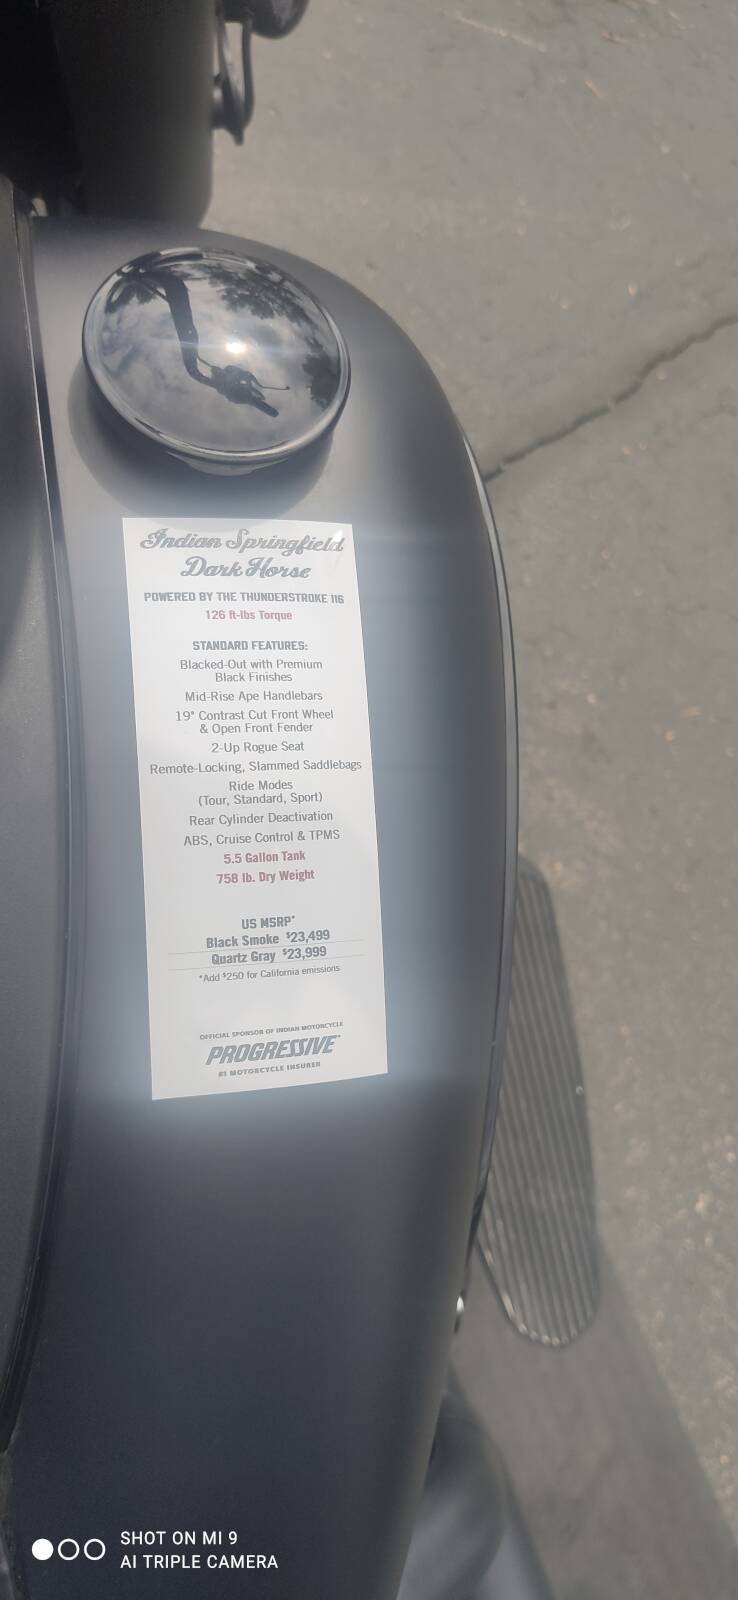 Indian Springfield
Dark Horse
POWERED BY THE THUNDERSTROKE 116
126 ft-lbs Torque
STANDARD FEATURES:
Blacked-Out with Premium
Black Finishes
Mid-Rise Ape Handlebars
19" Contrast Cut Front Wheel
& Open Front Fender
2-Up Rogue Seat
Remote-Locking, Slammed Saddlebags
Ride Modes
(Tour, Standard, Sport)
Rear Cylinder Deactivation
ABS, Cruise Control & TPMS
5.5 Gallon Tank
758 lb. Dry Weight
US MSRP*
Black Smoke $23,499
Quartz Gray $23,999
*Add $250 for California emissions
OFFICIAL SPONSOR OF INDIAN MOTORCYCLE
PROGRESSIVE
#1 MOTORCYCLE INSURER
SHOT ON MI 9
AI TRIPLE CAMERA